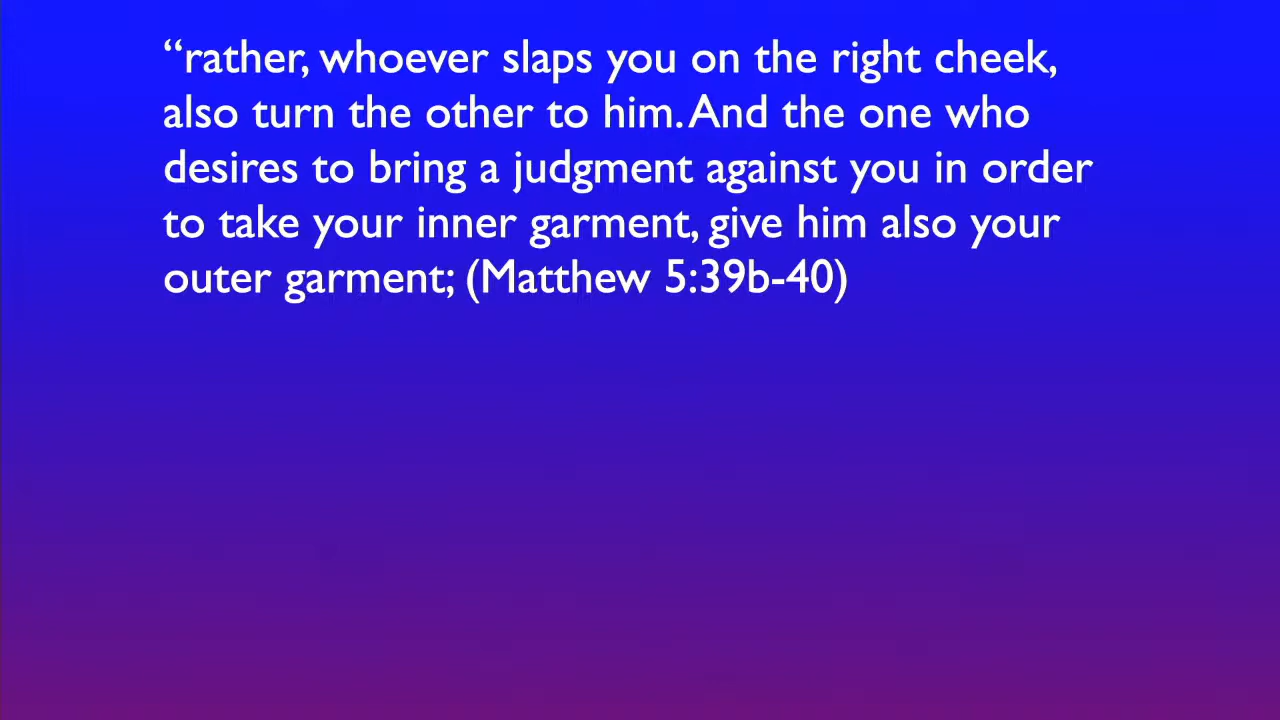 “rather, whoever slaps you on the right cheek,
also turn the other to him. And the one who
desires to bring a judgment against you in order
to take your inner garment, give him also your
outer garment; (Matthew 5:39b-40)